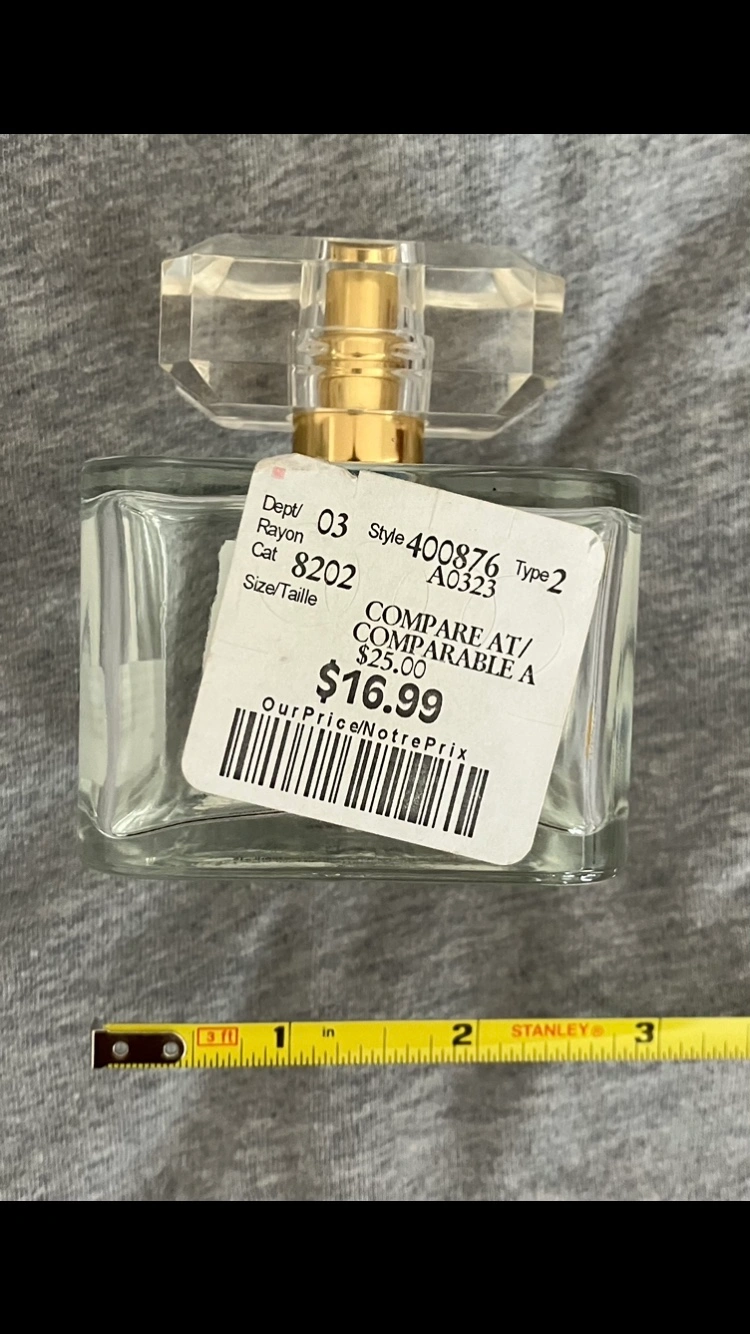 Dept/
Rayon 03 Style 400876 Type 2
A0323
Cat 8202
Size/Taille
COMPARE AT/
COMPARABLE A
$25.00
$16.99
OurPrice/NotrePrix
3 ft 1 in 2 STANLEY® 3